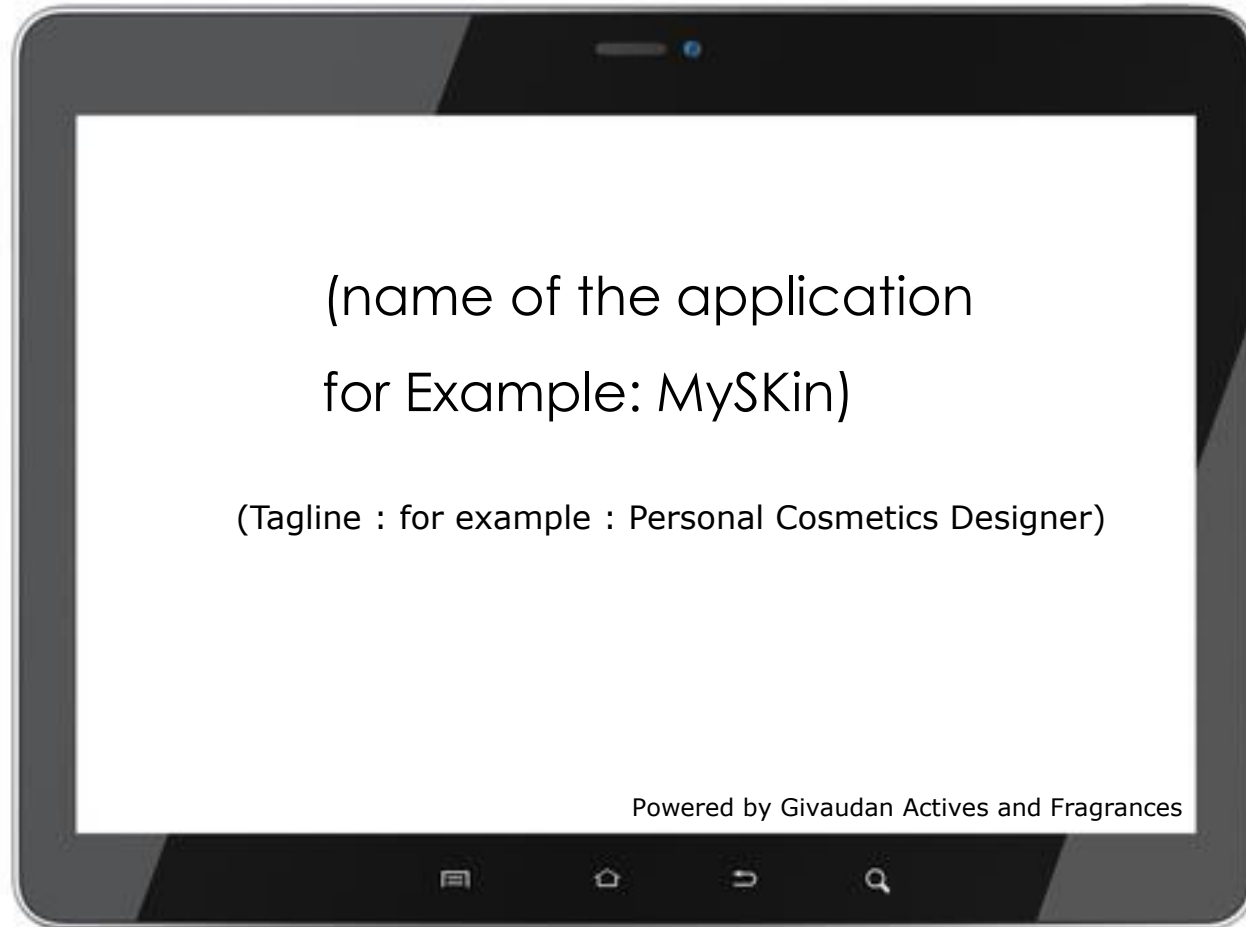 (name of the application
for Example: MySKin)
(Tagline : for example : Personal Cosmetics Designer)
Powered by Givaudan Actives and Fragrances